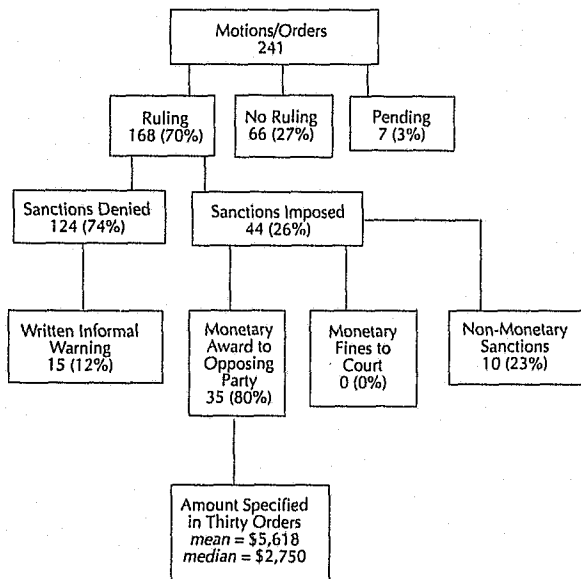 Motions/Orders
241
Ruling
168 (70%)
No Ruling
66 (27%)
Pending
7 (3%)
Sanctions Denied
124 (74%)
Sanctions Imposed
44 (26%)
Written Informal
Warning
15 (12%)
Monetary
Award to
Opposing
Party
35 (80%)
Monetary
Fines to
Court
0 (0%)
Non-Monetary
Sanctions
10 (23%)
Amount Specified
in Thirty Orders
mean = $5,618
median = $2,750